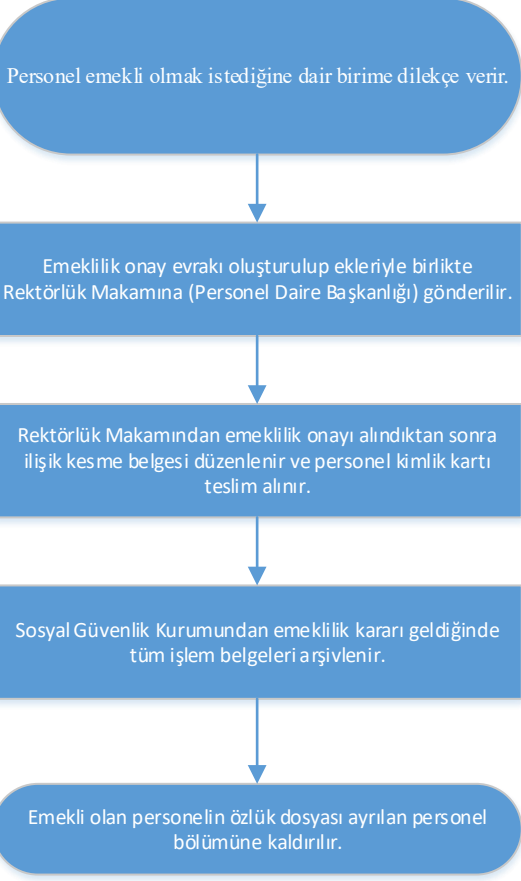 Personel emekli olmak istediğine dair birime dilekçe verir.
Emeklilik onay evrakı oluşturulup ekleriyle birlikte
Rektörlük Makamına (Personel Daire Başkanlığı) gönderilir.
Rektörlük Makamından emeklilik onayı alındıktan sonra
ilişik kesme belgesi düzenlenir ve personel kimlik kartı
teslim alınır.
Sosyal Güvenlik Kurumundan emeklilik kararı geldiğinde
tüm işlem belgeleri arşivlenir.
Emekli olan personelin özlük dosyası ayrılan personel
bölümüne kaldırılır.